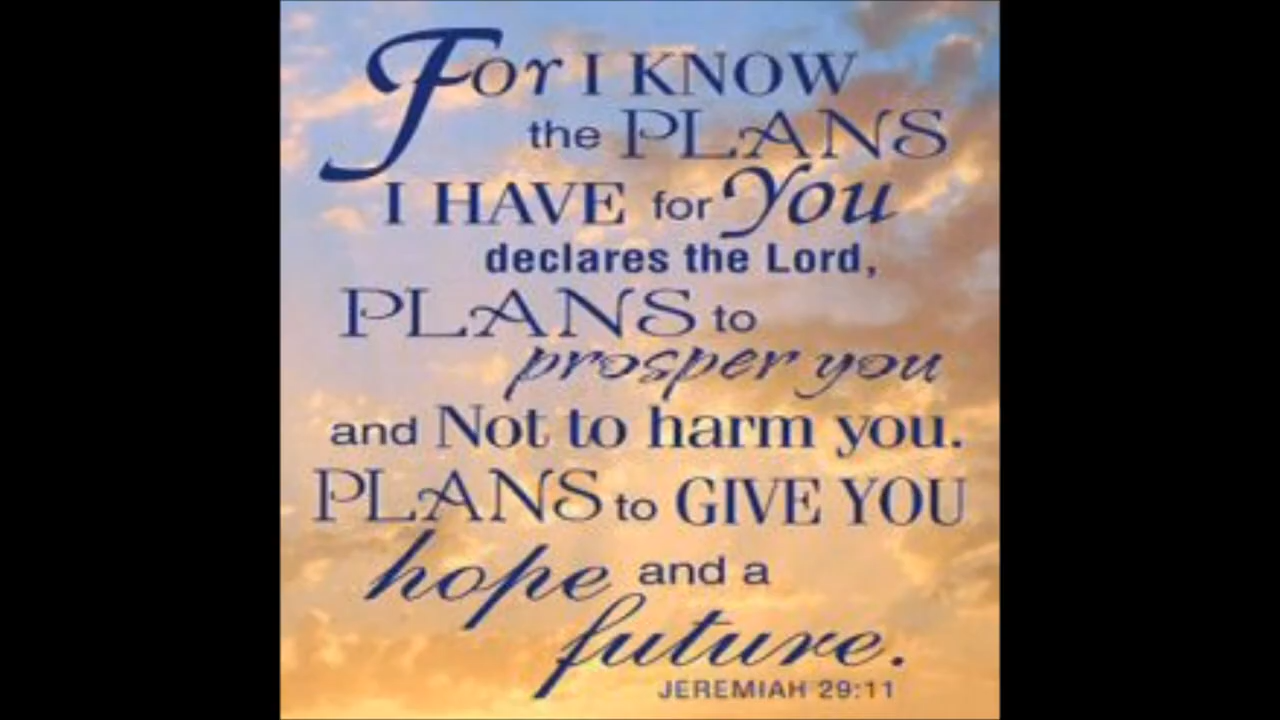 For I KNOW
the PLANS
I HAVE for You
declares the Lord,
PLANS to
prosper you
and Not to harm you.
PLANS to GIVE YOU
hope and a
future.
JEREMIAH 29:11